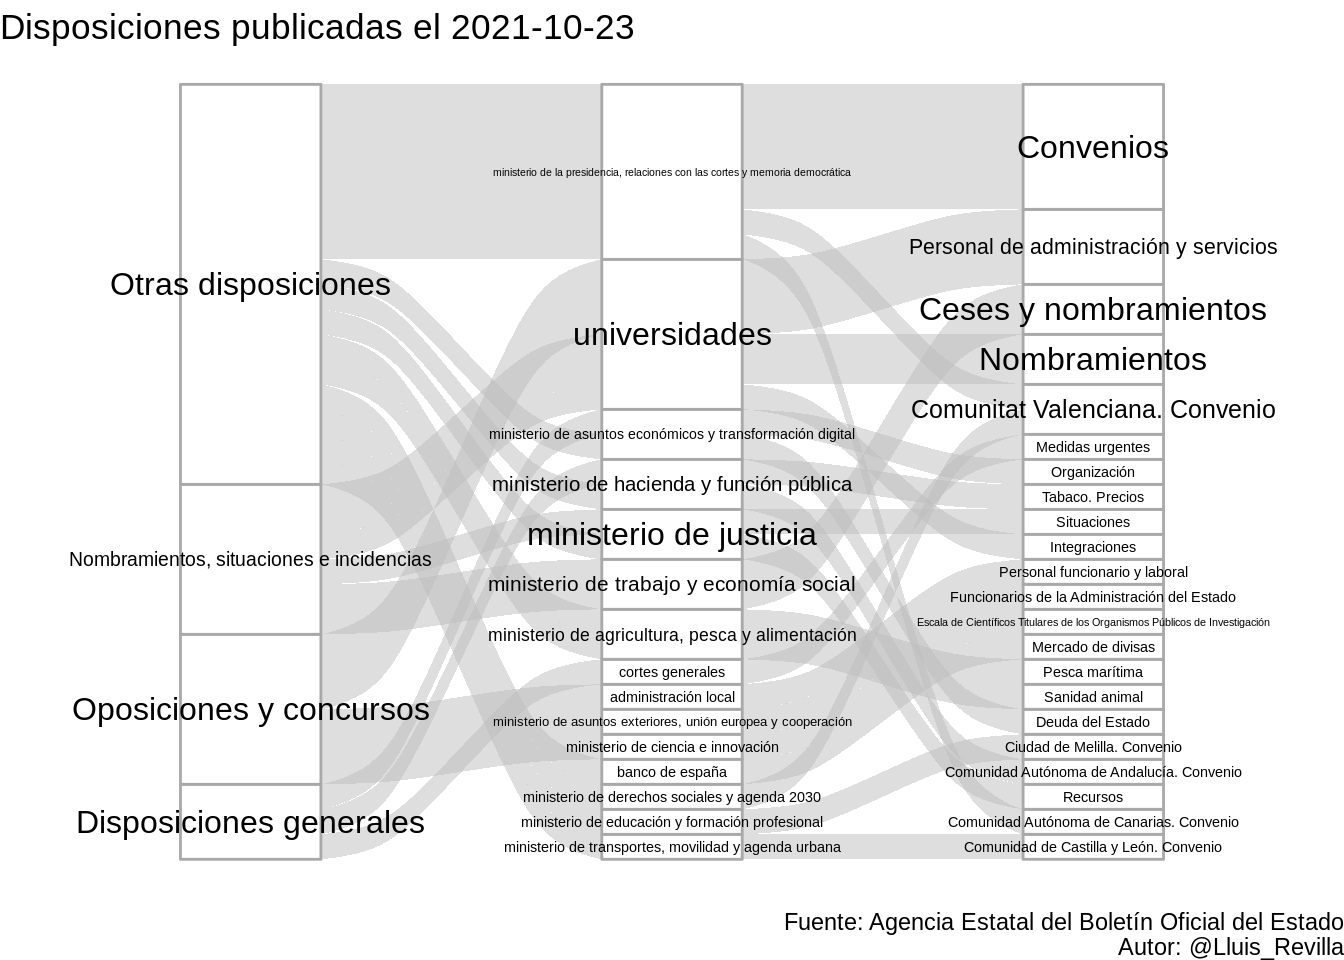 Disposiciones publicadas el 2021-10-23
Otras disposiciones
Nombramientos, situaciones e incidencias
Oposiciones y concursos
Disposiciones generales
ministerio de la presidencia, relaciones con las cortes y memoria democrática
universidades
ministerio de asuntos económicos y transformación digital
ministerio de hacienda y función pública
ministerio de justicia
ministerio de trabajo y economía social
ministerio de agricultura, pesca y alimentación
cortes generales
administración local
ministerio de asuntos exteriores, unión europea y cooperación
ministerio de ciencia e innovación
banco de españa
ministerio de derechos sociales y agenda 2030
ministerio de educación y formación profesional
ministerio de transportes, movilidad y agenda urbana
Convenios
Personal de administración y servicios
Ceses y nombramientos
Nombramientos
Comunitat Valenciana. Convenio
Medidas urgentes
Organización
Tabaco. Precios
Situaciones
Integraciones
Personal funcionario y laboral
Funcionarios de la Administración del Estado
Escala de Científicos Titulares de los Organismos Públicos de Investigación
Mercado de divisas
Pesca marítima
Sanidad animal
Deuda del Estado
Ciudad de Melilla. Convenio
Comunidad Autónoma de Andalucía. Convenio
Recursos
Comunidad Autónoma de Canarias. Convenio
Comunidad de Castilla y León. Convenio
Fuente: Agencia Estatal del Boletín Oficial del Estado
Autor: @Lluis_Revilla